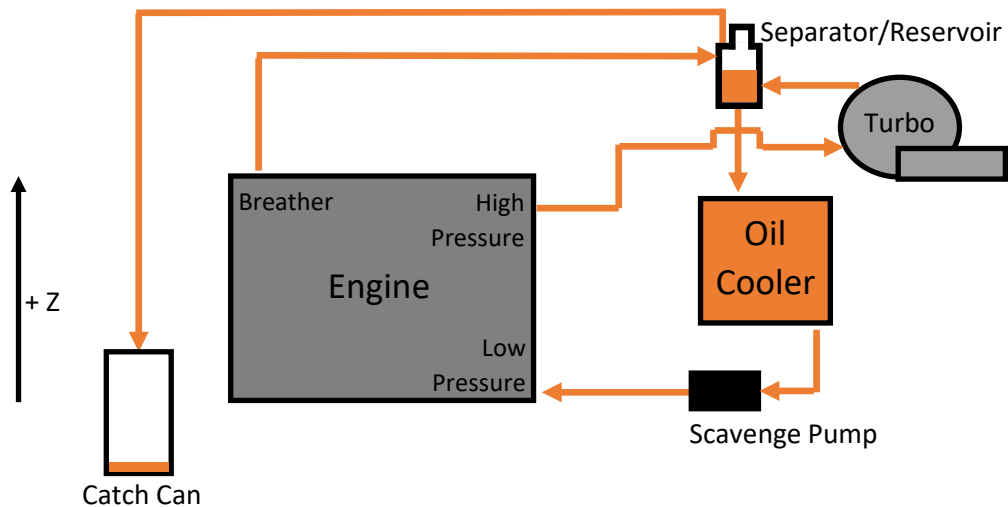 Separator/Reservoir
Turbo
Breather
High
Pressure
Oil
Cooler
Engine
+ Z
Low
Pressure
Scavenge Pump
Catch Can